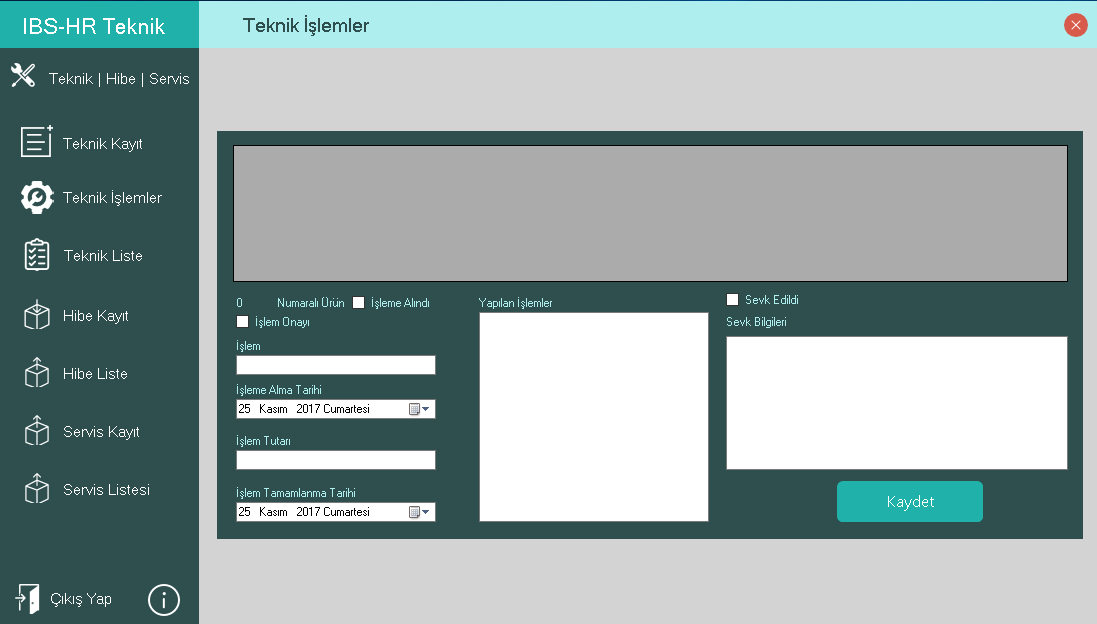 IBS-HR Teknik
Teknik İşlemler
Teknik | Hibe | Servis
Teknik Kayıt
Teknik İşlemler
Teknik Liste
Hibe Kayıt
Hibe Liste
Servis Kayıt
Servis Listesi
Çıkış Yap
0 Numaralı Ürün İşleme Alındı
İşlem Onayı
İşlem
İşleme Alma Tarihi
25 Kasım 2017 Cumartesi
İşlem Tutarı
İşlem Tamamlanma Tarihi
25 Kasım 2017 Cumartesi
Yapılan İşlemler
Sevk Edildi
Sevk Bilgileri
Kaydet